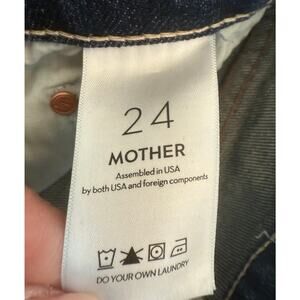 24
MOTHER
Assembled in USA
by both USA and foreign components
DO YOUR OWN LAUNDRY